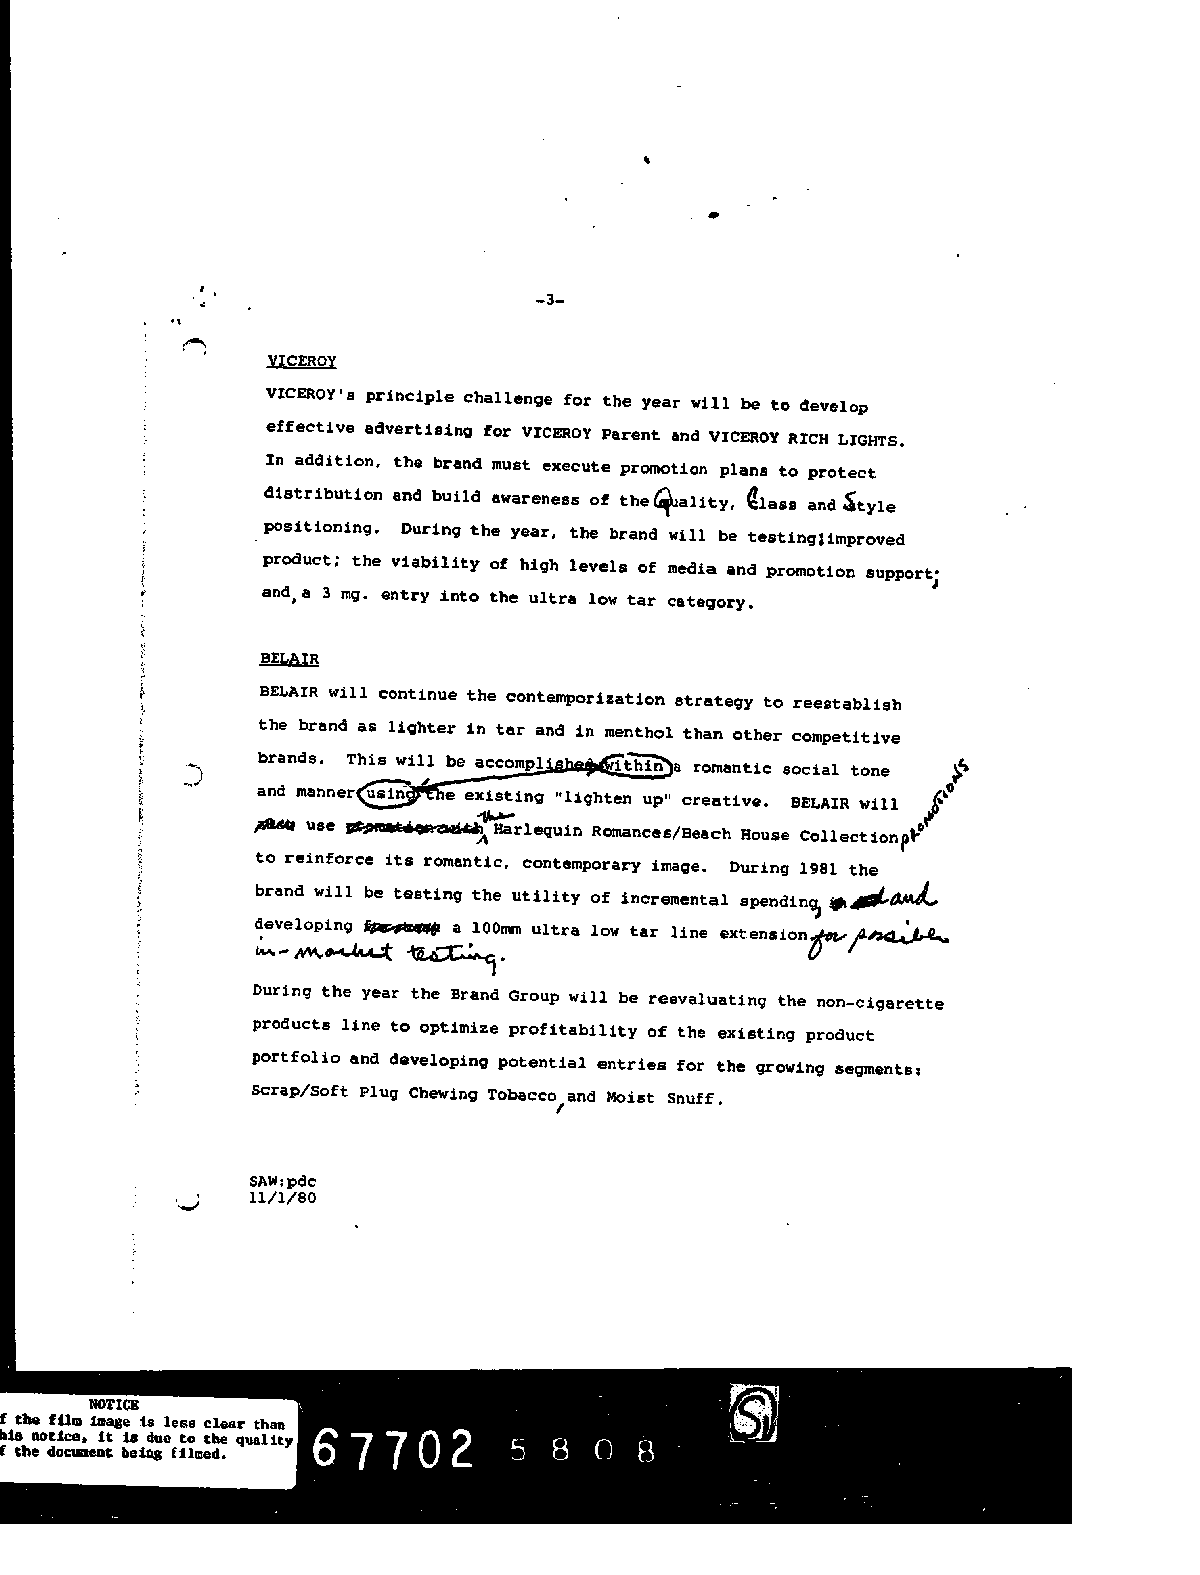 -3-
VICEROY
VICEROY's principle challenge for the year will be to develop
effective advertising for VICEROY Parent and VICEROY RICH LIGHTS.
In addition, the brand must execute promotion plans to protect
distribution and build awareness of the Quality, Class and Style
positioning. During the year, the brand will be testing; improved
product; the viability of high levels of media and promotion support;
and, a 3 mg. entry into the ultra low tar category.
BELAIR
BELAIR will continue the contemporization strategy to reestablish
the brand as lighter in tar and in menthol than other competitive
brands. This will be accomplished within a romantic social tone
and manner using the existing "lighten up" creative. BELAIR will
use the Harlequin Romances/Beach House Collection promotions
to reinforce its romantic, contemporary image. During 1981 the
brand will be testing the utility of incremental spending, and
developing a 100mm ultra low tar line extension for possible
in-market testing.
During the year the Brand Group will be reevaluating the non-cigarette
products line to optimize profitability of the existing product
portfolio and developing potential entries for the growing segments:
Scrap/Soft Plug Chewing Tobacco, and Moist Snuff.
SAW:pdc
11/1/80
NOTICE
f the film image is less clear than
his notice, it is due to the quality
f the document being filmed.
67702 5808